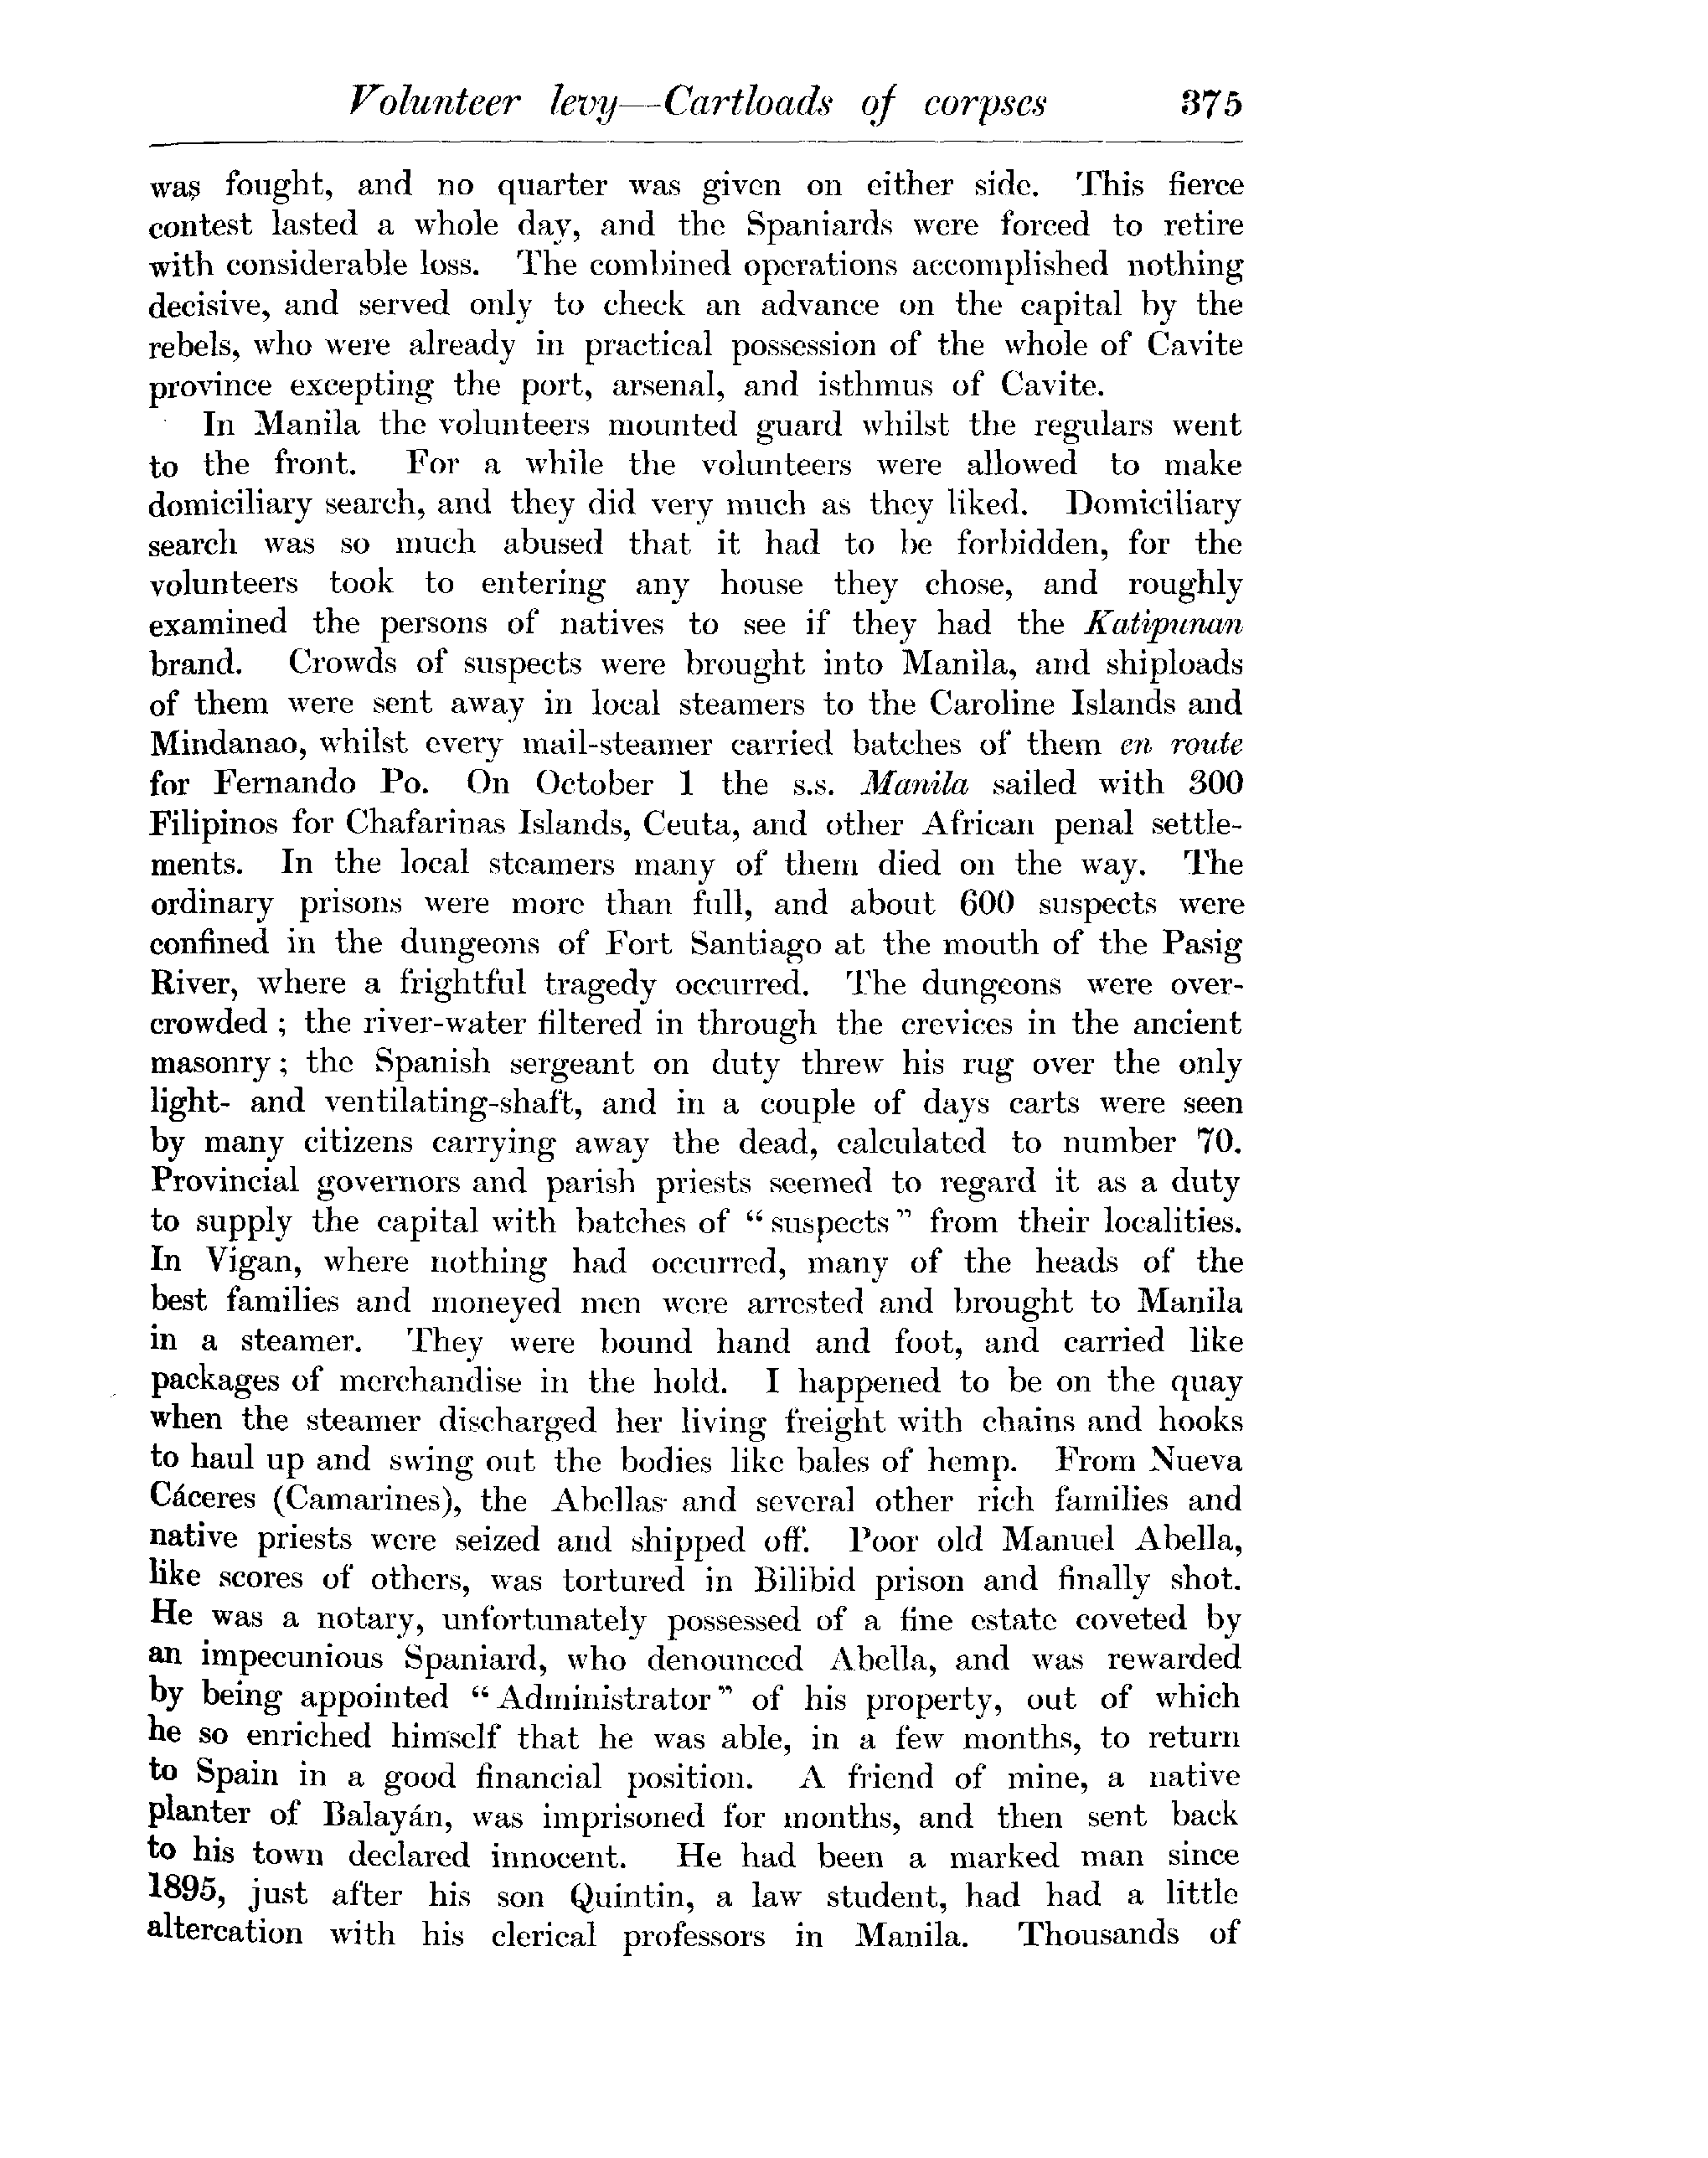 Volunteer levy—Cartloads of corpses 375
was fought, and no quarter was given on either side. This fierce
contest lasted a whole day, and the Spaniards were forced to retire
with considerable loss. The combined operations accomplished nothing
decisive, and served only to check an advance on the capital by the
rebels, who were already in practical possession of the whole of Cavite
province excepting the port, arsenal, and isthmus of Cavite.
In Manila the volunteers mounted guard whilst the regulars went
to the front. For a while the volunteers were allowed to make
domiciliary search, and they did very much as they liked. Domiciliary
search was so much abused that it had to be forbidden, for the
volunteers took to entering any house they chose, and roughly
examined the persons of natives to see if they had the Katipunan
brand. Crowds of suspects were brought into Manila, and shiploads
of them were sent away in local steamers to the Caroline Islands and
Mindanao, whilst every mail-steamer carried batches of them en route
for Fernando Po. On October 1 the s.s. Manila sailed with 300
Filipinos for Chafarinas Islands, Ceuta, and other African penal settle-
ments. In the local steamers many of them died on the way. The
ordinary prisons were more than full, and about 600 suspects were
confined in the dungeons of Fort Santiago at the mouth of the Pasig
River, where a frightful tragedy occurred. The dungeons were over-
crowded ; the river-water filtered in through the crevices in the ancient
masonry ; the Spanish sergeant on duty threw his rug over the only
light- and ventilating-shaft, and in a couple of days carts were seen
by many citizens carrying away the dead, calculated to number 70.
Provincial governors and parish priests seemed to regard it as a duty
to supply the capital with batches of “suspects” from their localities.
In Vigan, where nothing had occurred, many of the heads of the
best families and moneyed men were arrested and brought to Manila
in a steamer. They were bound hand and foot, and carried like
packages of merchandise in the hold. I happened to be on the quay
when the steamer discharged her living freight with chains and hooks
to haul up and swing out the bodies like bales of hemp. From Nueva
Cáceres (Camarines), the Abellas and several other rich families and
native priests were seized and shipped off. Poor old Manuel Abella,
like scores of others, was tortured in Bilibid prison and finally shot.
He was a notary, unfortunately possessed of a fine estate coveted by
an impecunious Spaniard, who denounced Abella, and was rewarded
by being appointed “Administrator” of his property, out of which
he so enriched himself that he was able, in a few months, to return
to Spain in a good financial position. A friend of mine, a native
planter of Balayán, was imprisoned for months, and then sent back
to his town declared innocent. He had been a marked man since
1895, just after his son Quintin, a law student, had had a little
altercation with his clerical professors in Manila. Thousands of